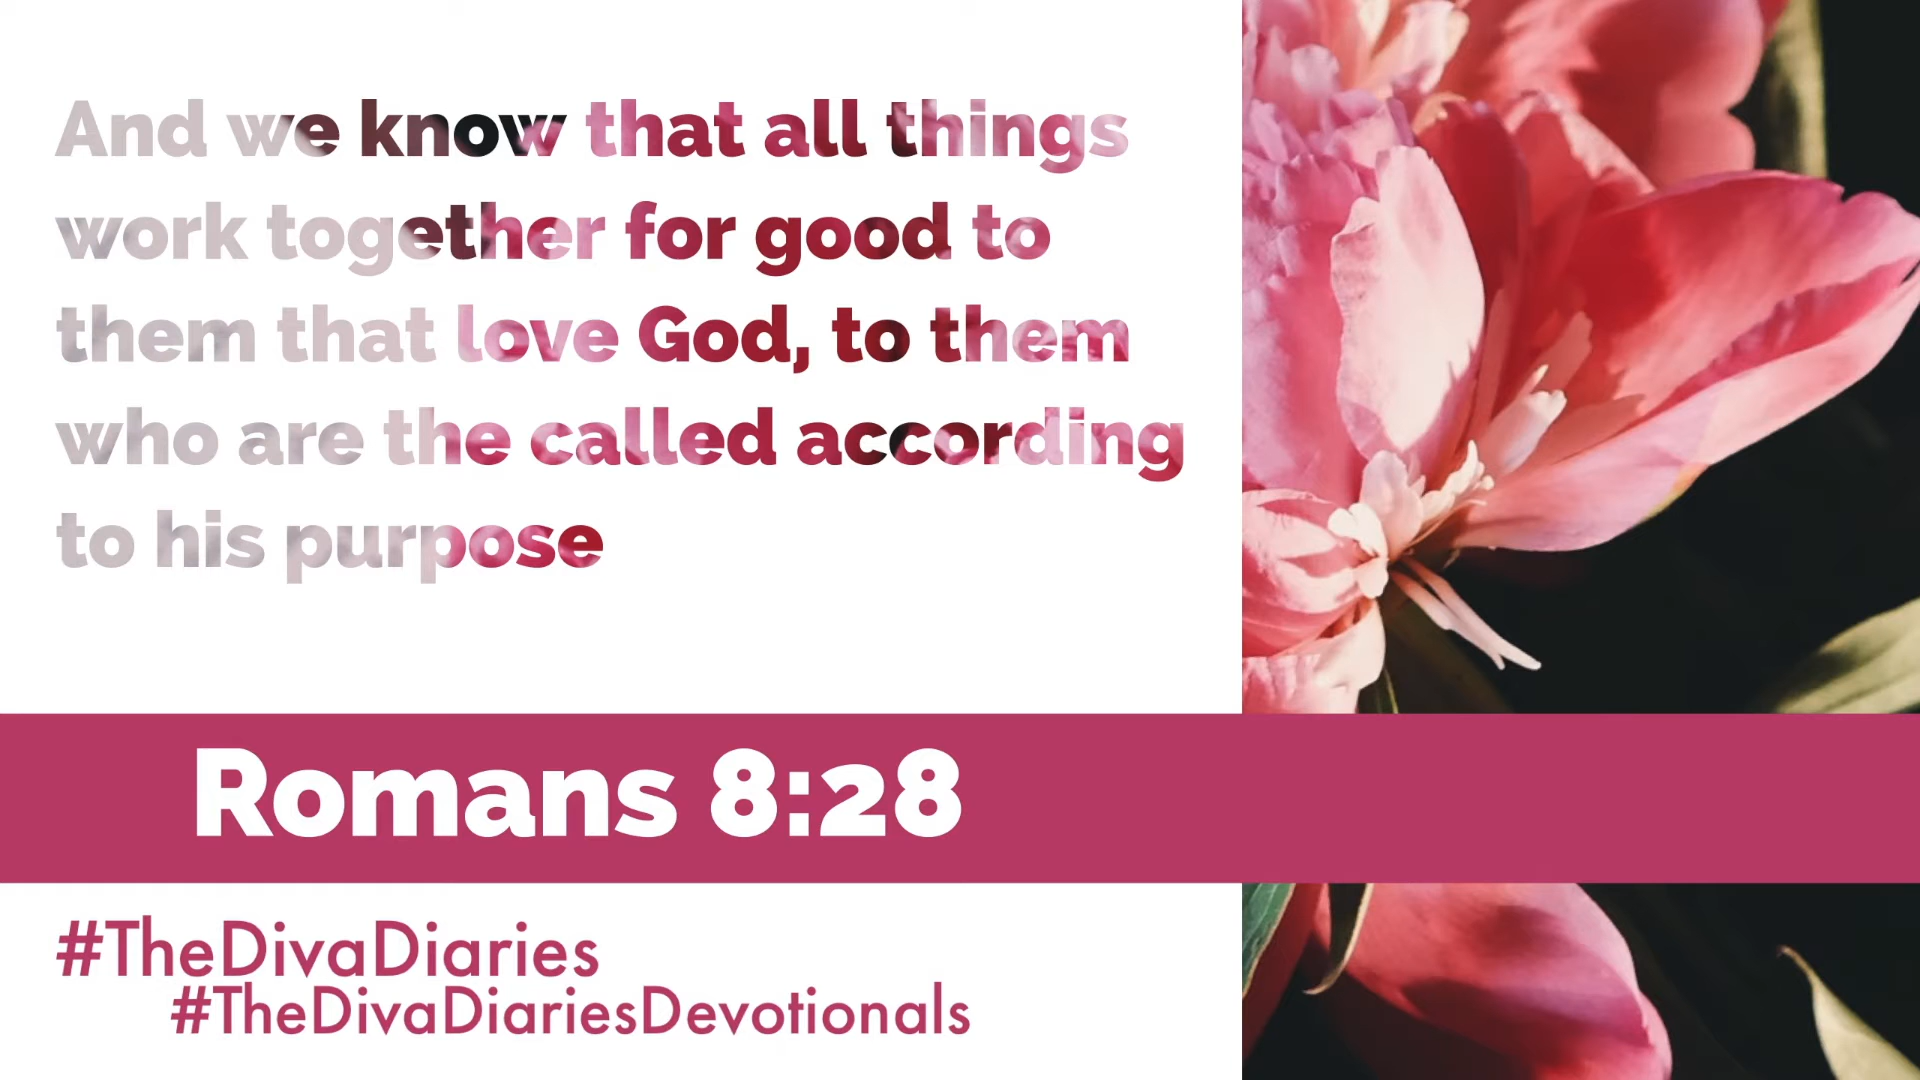 And we know that all things
work together for good to
them that love God, to them
who are the called according
to his purpose
Romans 8:28
#TheDivaDiaries
#TheDivaDiariesDevotionals